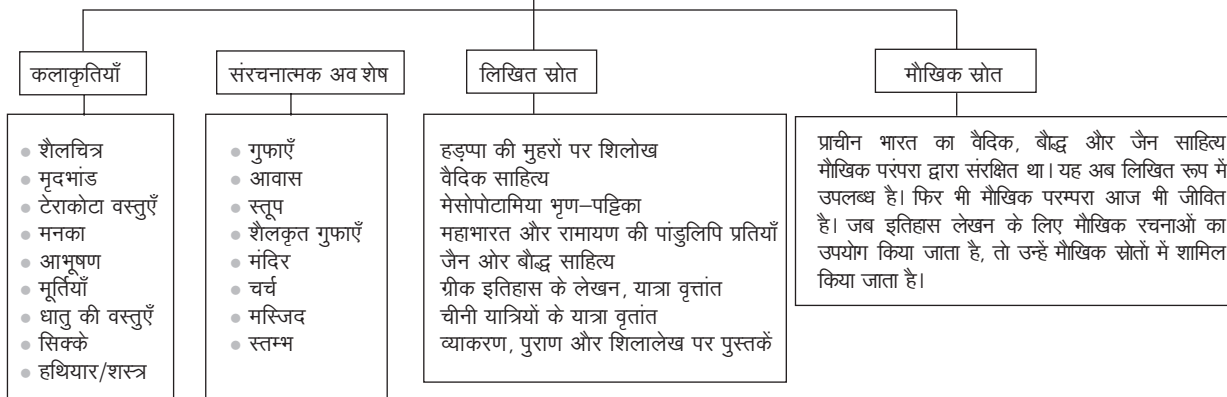 कलाकृतियाँ
शैलचित्र
मृदभांड
टेराकोटा वस्तुएँ
मनका
आभूषण
मूर्तियाँ
धातु की वस्तुएँ
सिक्के
हथियार/शस्त्र
संरचनात्मक अव शेष
गुफाएँ
आवास
स्तूप
शैलकृत गुफाएँ
मंदिर
चर्च
मस्जिद
स्तम्भ
लिखित स्रोत
हड़प्पा की मुहरों पर शिलोख
वैदिक साहित्य
मेसोपोटामिया भृण–पट्टिका
महाभारत और रामायण की पांडुलिपि प्रतियाँ
जैन ओर बौद्ध साहित्य
ग्रीक इतिहास के लेखन, यात्रा वृत्तांत
चीनी यात्रियों के यात्रा वृतांत
व्याकरण, पुराण और शिलालेख पर पुस्तकें
मौखिक स्रोत
प्राचीन भारत का वैदिक, बौद्ध और जैन साहित्य
मौखिक परंपरा द्वारा संरक्षित था। यह अब लिखित रूप में
उपलब्ध है। फिर भी मौखिक परम्परा आज भी जीवित
है। जब इतिहास लेखन के लिए मौखिक रचनाओं का
उपयोग किया जाता है, तो उन्हें मौखिक स्रोतों में शामिल
किया जाता है।